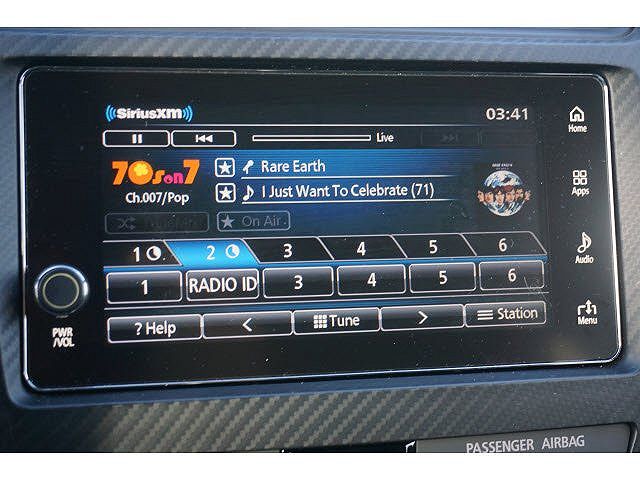 SiriusXM
03:41
Home
Live
70s on 7
Rare Earth
Ch.007/Pop
I Just Want To Celebrate (71)
Apps
On Air
1 2 3 4 5 6
Audio
1 RADIO ID 3 4 5 6
PWR
/VOL
? Help < Tune > Station
Menu
PASSENGER AIRBAG